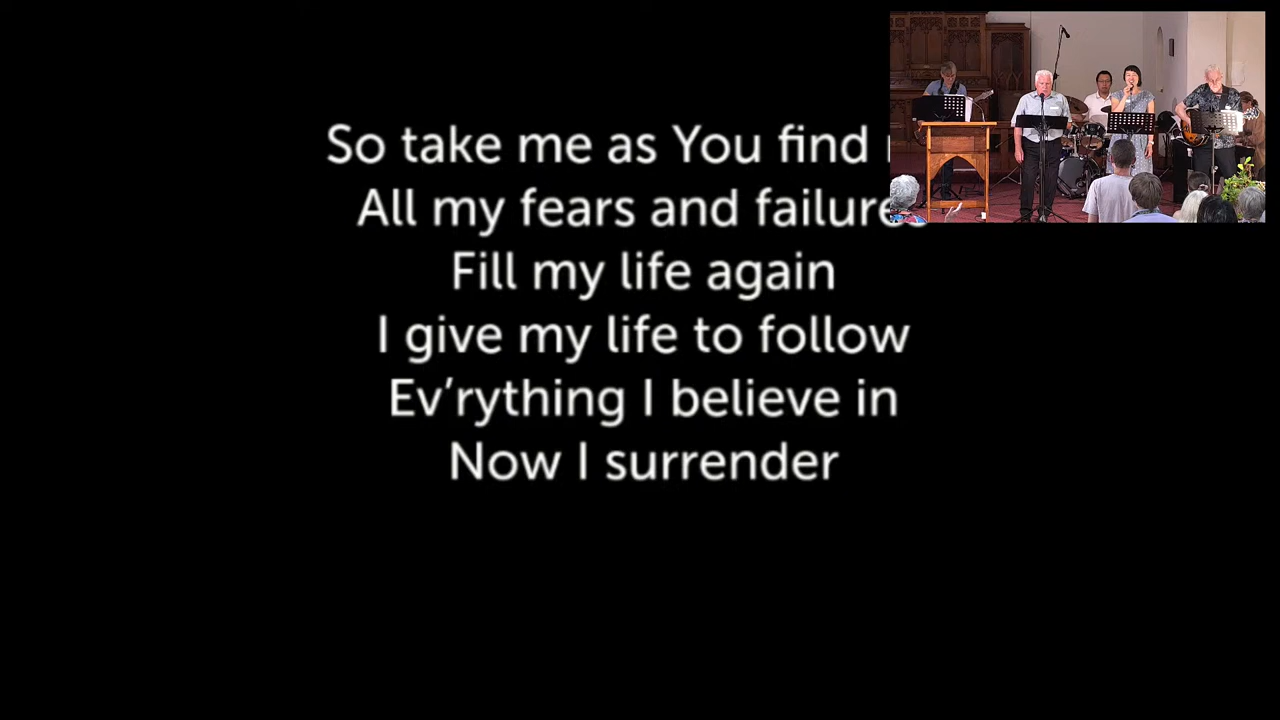 So take me as You find
All my fears and failures
Fill my life again
I give my life to follow
Ev’rything I believe in
Now I surrender